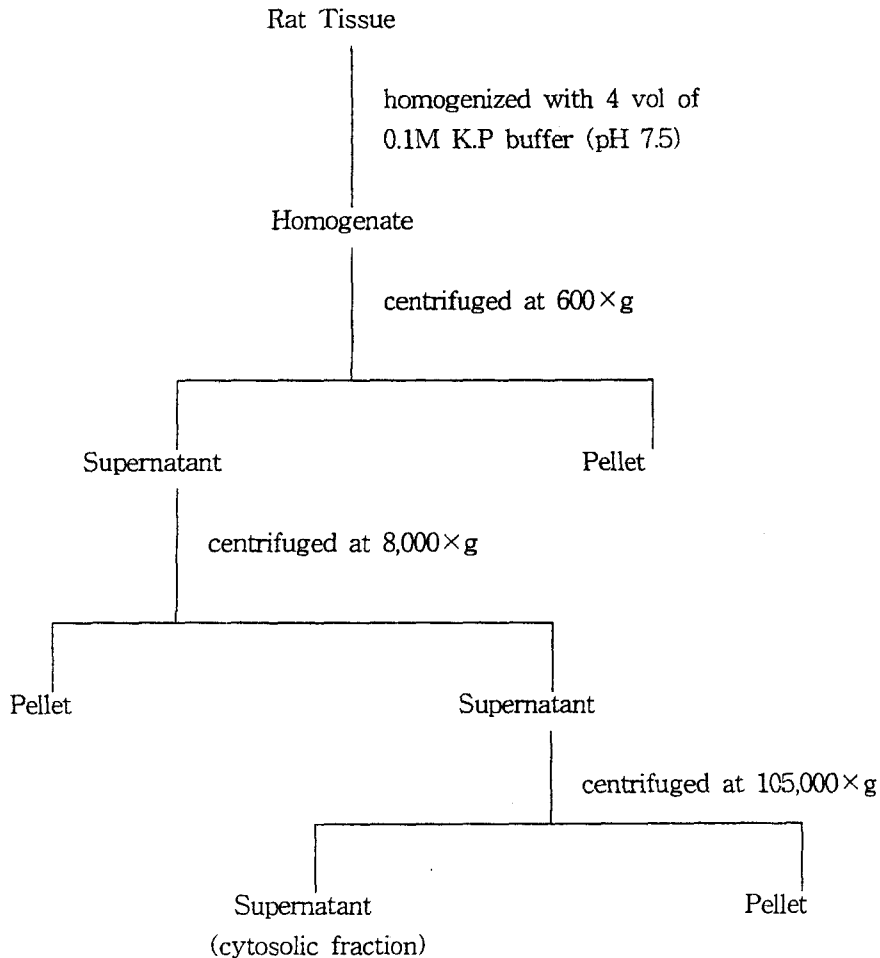 Rat Tissue
homogenized with 4 vol of
0.1M K.P buffer (pH 7.5)
Homogenate
centrifuged at 600×g
Supernatant
Pellet
centrifuged at 8,000×g
Pellet
Supernatant
centrifuged at 105,000×g
Supernatant
Pellet
(cytosolic fraction)